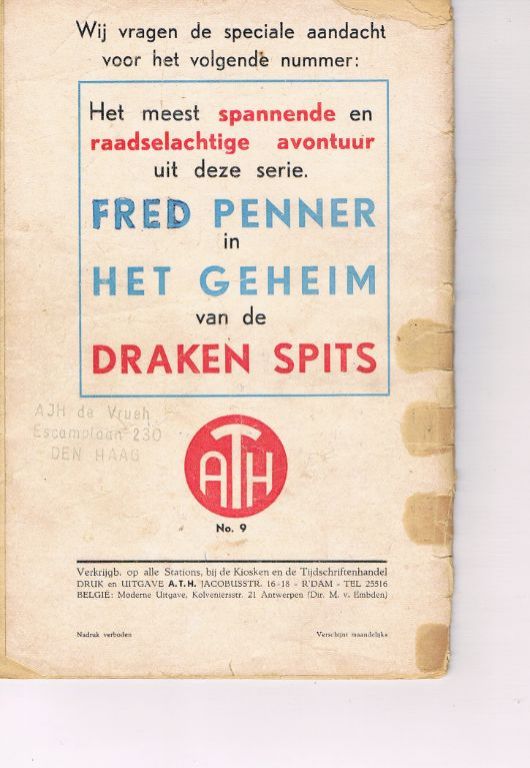 Wij vragen de speciale aandacht
voor het volgende nummer:
Het meest spannende en
raadselachtige avontuur
uit deze serie.
FRED PENNER
in
HET GEHEIM
van de
DRAKEN SPITS
AJH de Vrueh
Escamplaan 230
DEN HAAG
ATH
No. 9
Verkrijgb. op alle Stations, bij de Kiosken en de Tijdschriftenhandel
DRUK en UITGAVE A.T.H. JACOBUSSTR. 16-18 - R'DAM - TEL 25516
BELGIË: Moderne Uitgave, Kolveniersstr. 21 Antwerpen (Dir. M. v. Embden)
Nadruk verboden
Verschijnt maandelijks